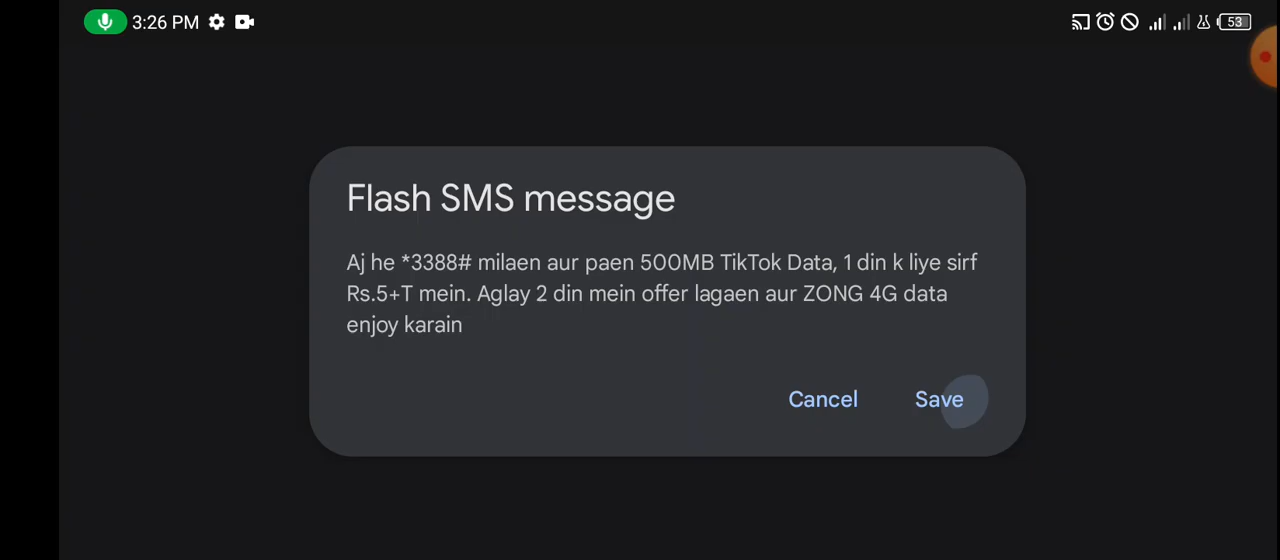 3:26 PM
53
Flash SMS message
Aj he *3388# milaen aur paen 500MB TikTok Data, 1 din k liye sirf
Rs.5+T mein. Aglay 2 din mein offer lagaen aur ZONG 4G data
enjoy karain
Cancel Save